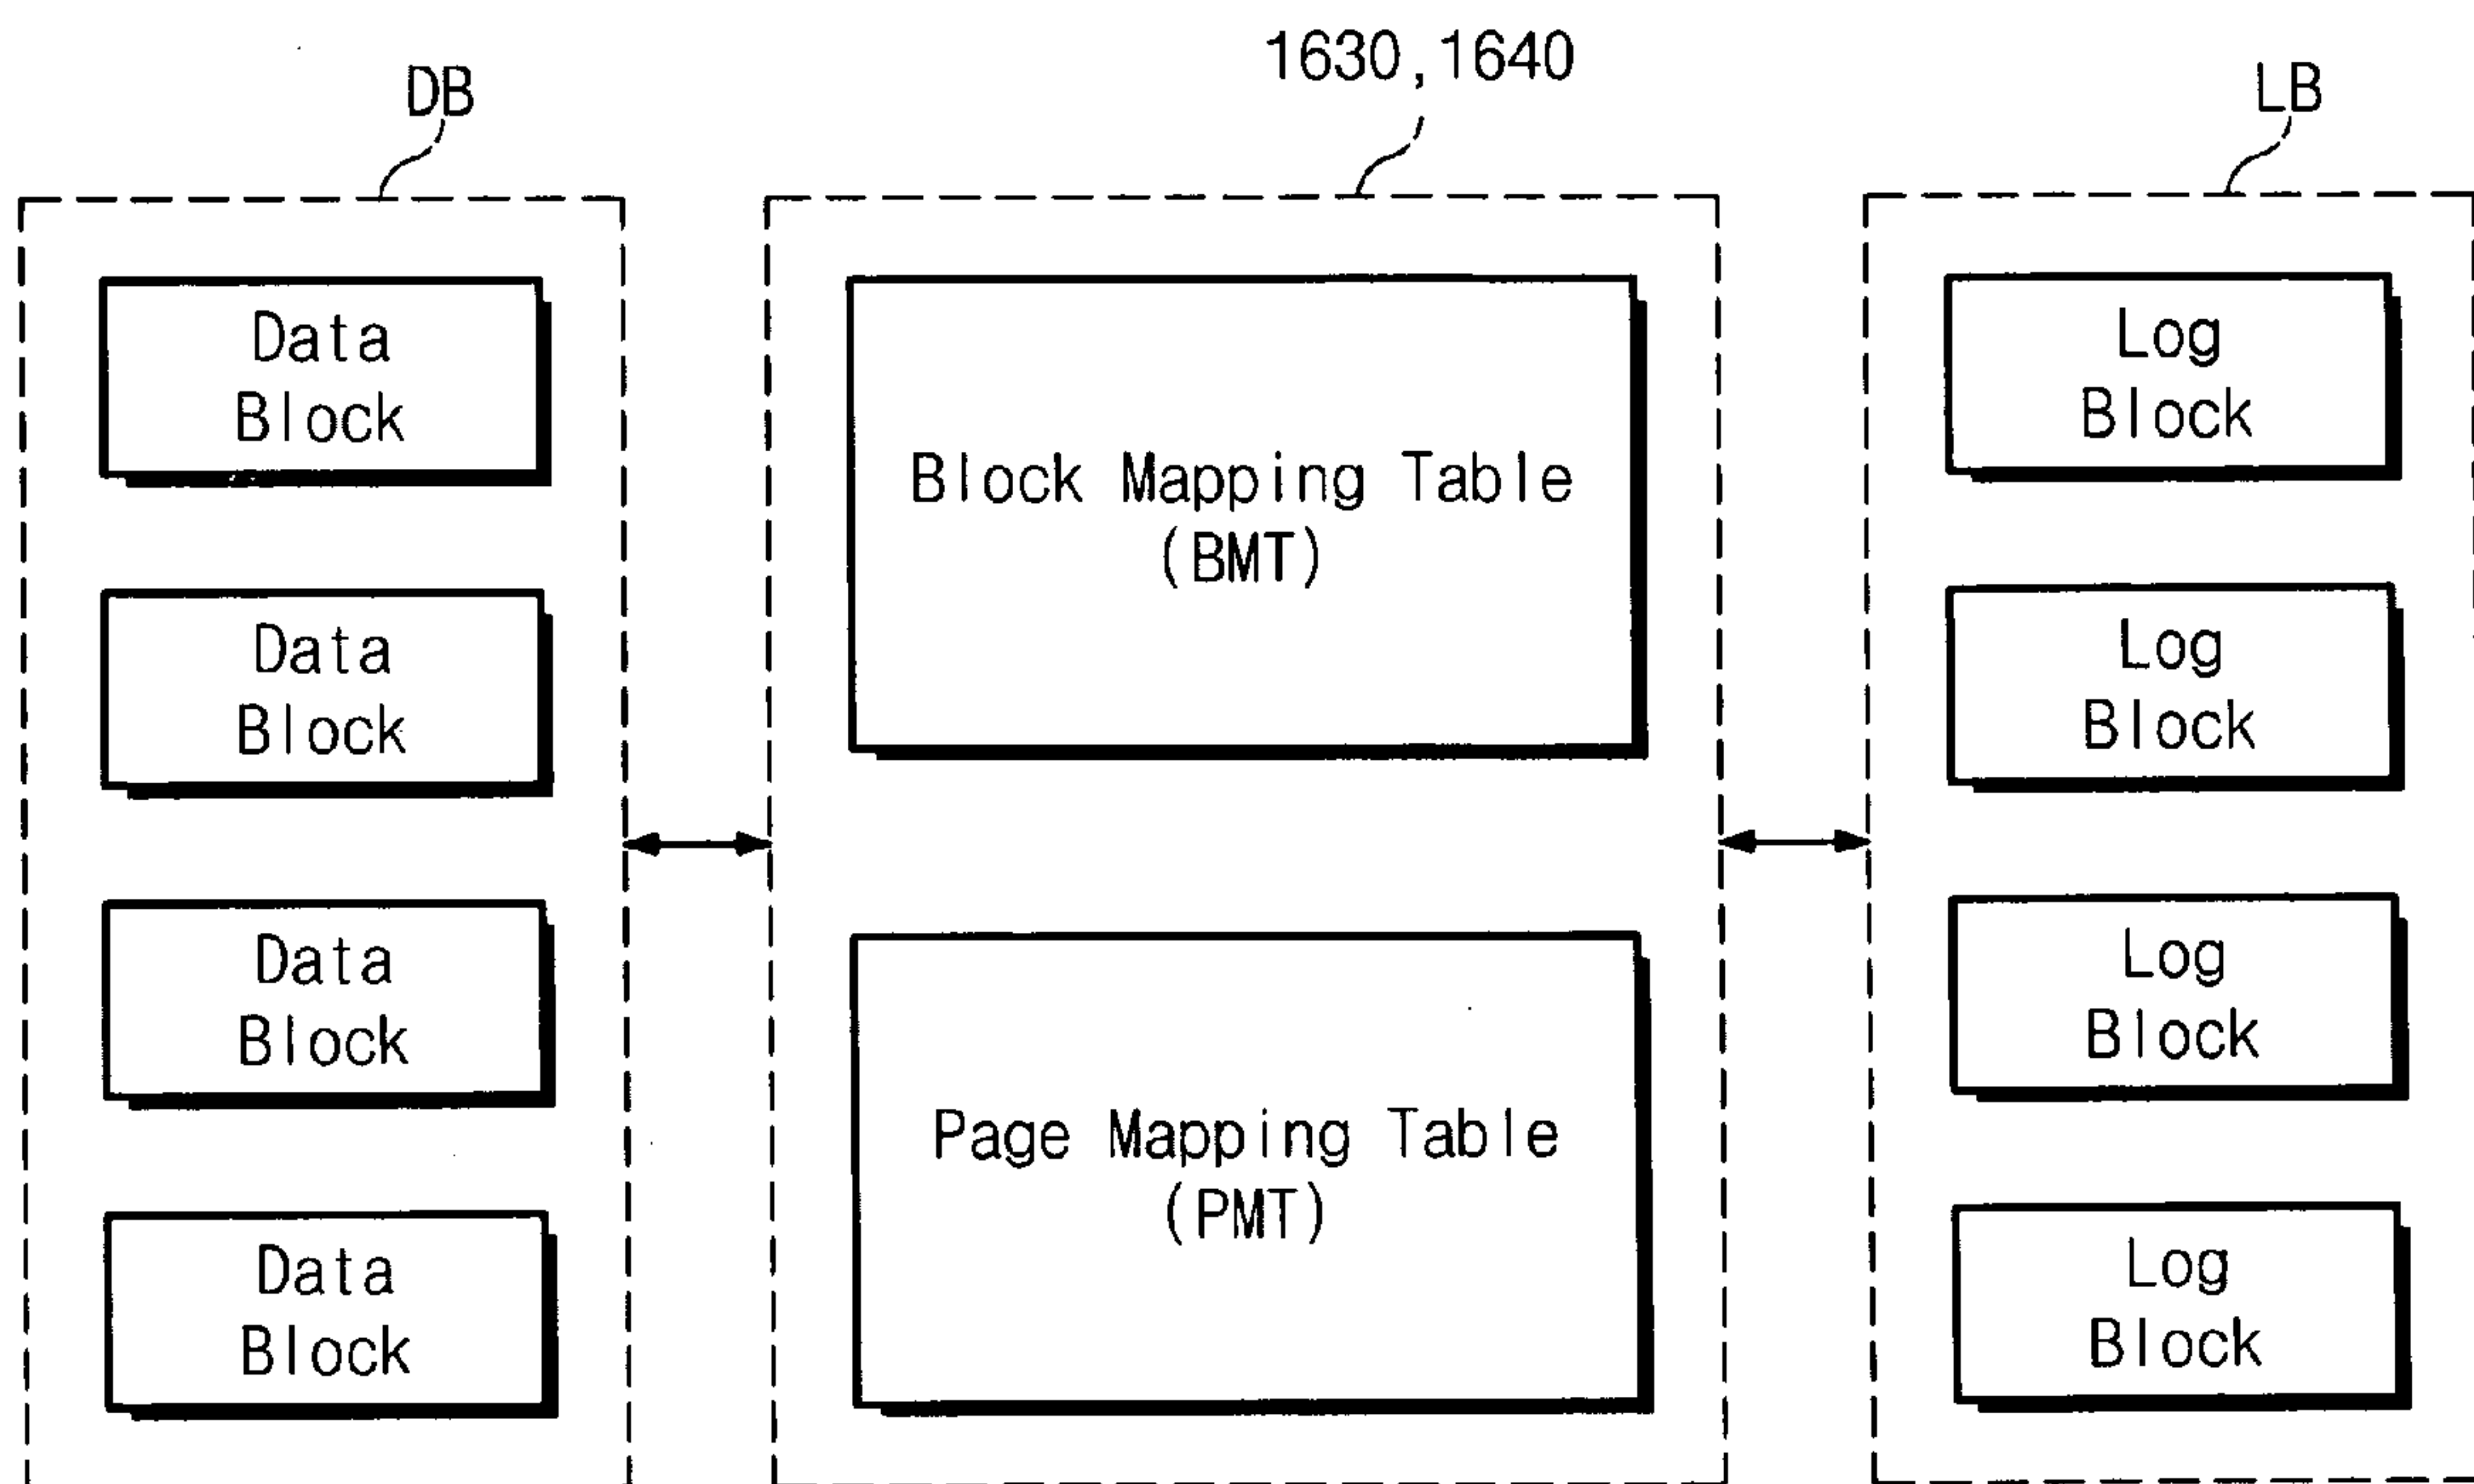 DB
1630,1640
LB
Data
Block
Data
Block
Data
Block
Data
Block
Block Mapping Table
(BMT)
Page Mapping Table
(PMT)
Log
Block
Log
Block
Log
Block
Log
Block